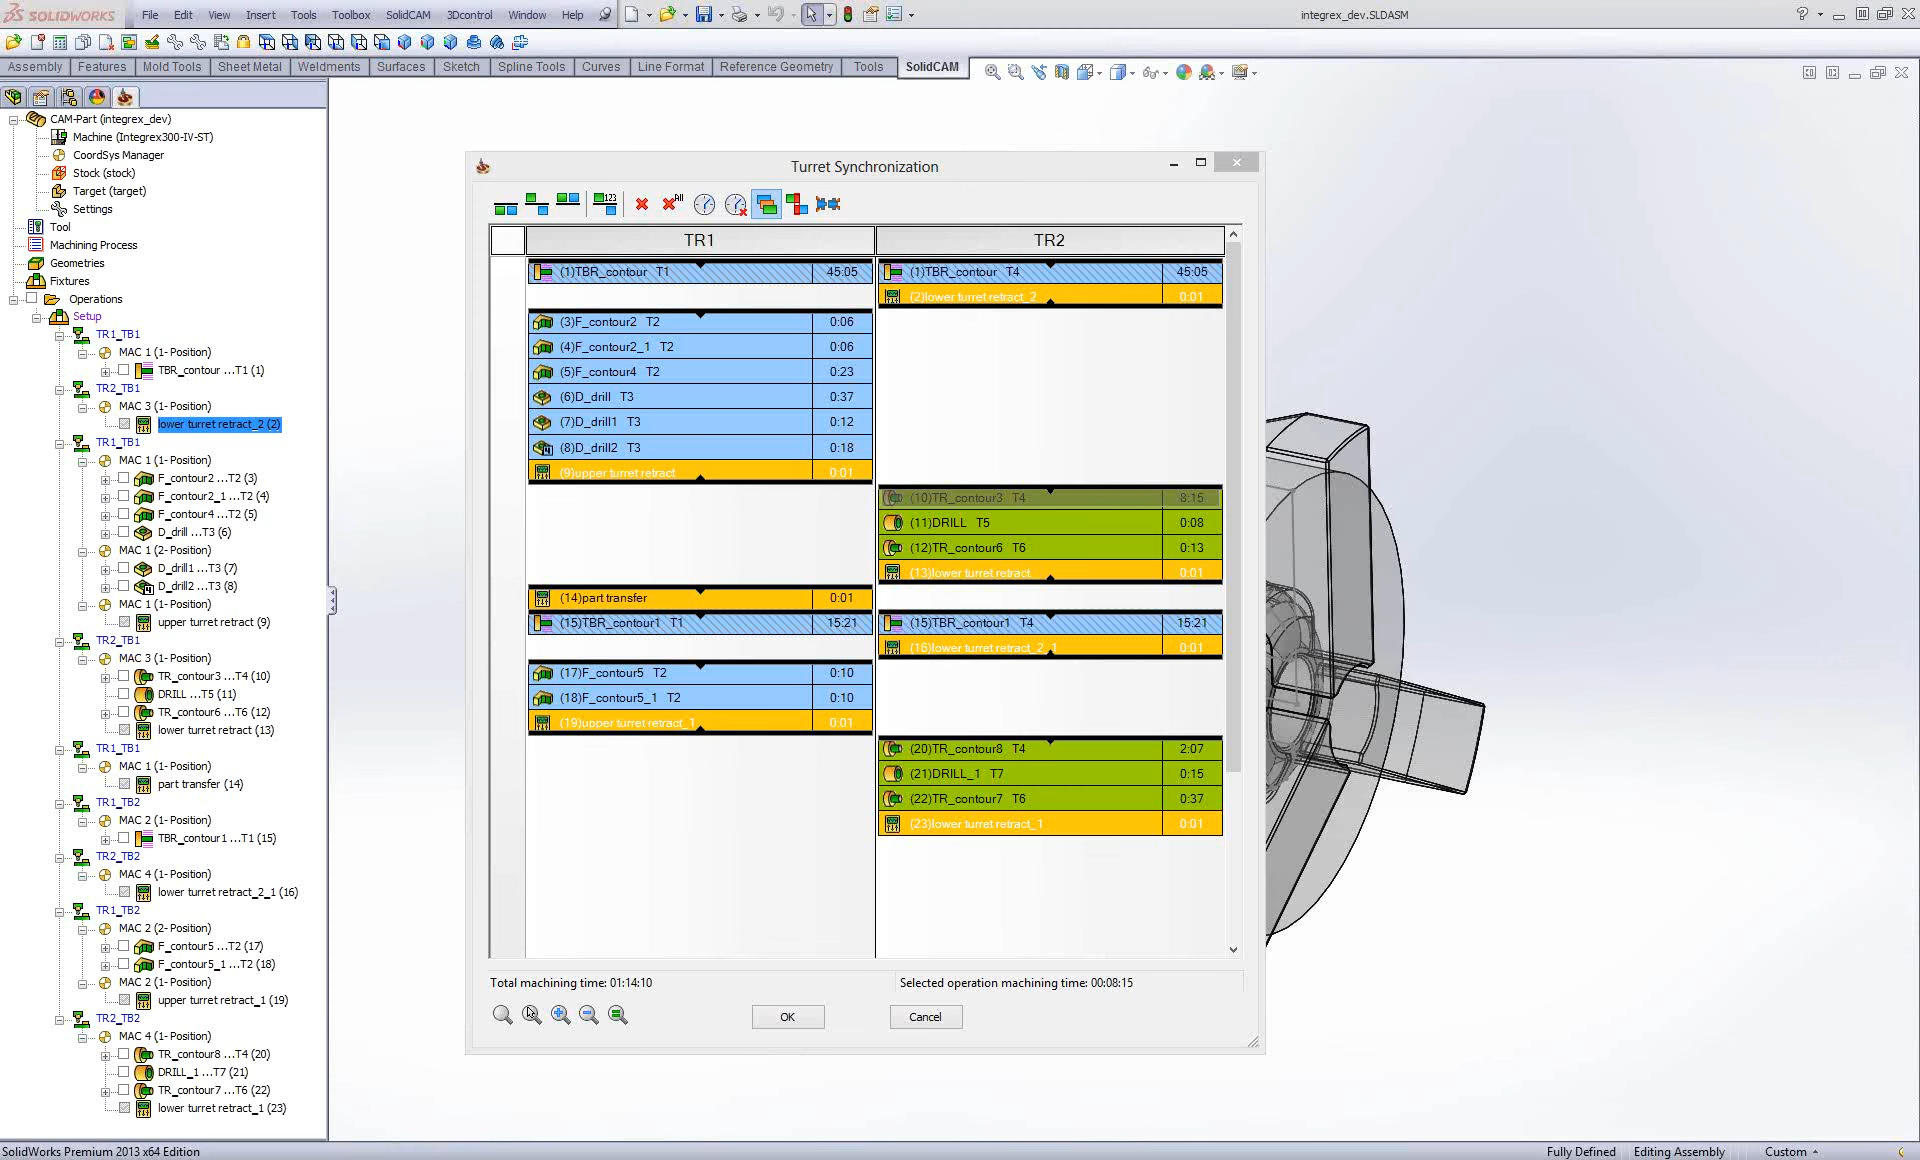 SOLIDWORKS File Edit View Insert Tools Toolbox SolidCAM 3Dcontrol Window Help integrex_dev.SLDASM
Assembly Features Mold Tools Sheet Metal Weldments Surfaces Sketch Spline Tools Curves Line Format Reference Geometry Tools SolidCAM
CAM-Part (integrex_dev)
Machine (Integrex300-IV-ST)
CoordSys Manager
Stock (stock)
Target (target)
Settings
Tool
Machining Process
Geometries
Fixtures
Operations
Setup
TR1_TB1
MAC 1 (1- Position)
TBR_contour ...T1 (1)
TR2_TB1
MAC 3 (1- Position)
lower turret retract_2 (2)
TR1_TB1
MAC 1 (1- Position)
F_contour2 ...T2 (3)
F_contour2_1 ...T2 (4)
F_contour4 ...T2 (5)
D_drill ...T3 (6)
MAC 1 (2- Position)
D_drill1 ...T3 (7)
D_drill2 ...T3 (8)
MAC 1 (1- Position)
upper turret retract (9)
TR2_TB1
MAC 3 (1- Position)
TR_contour3 ...T4 (10)
DRILL ...T5 (11)
TR_contour6 ...T6 (12)
lower turret retract (13)
TR1_TB1
MAC 1 (1- Position)
part transfer (14)
TR1_TB2
MAC 2 (1- Position)
TBR_contour1 ...T1 (15)
TR2_TB2
MAC 4 (1- Position)
lower turret retract_2_1 (16)
TR1_TB2
MAC 2 (2- Position)
F_contour5 ...T2 (17)
F_contour5_1 ...T2 (18)
MAC 2 (1- Position)
upper turret retract_1 (19)
TR2_TB2
MAC 4 (1- Position)
TR_contour8 ...T4 (20)
DRILL_1 ...T7 (21)
TR_contour7 ...T6 (22)
lower turret retract_1 (23)
Turret Synchronization
123 All
TR1 TR2
(1)TBR_contour T1 45:05 (1)TBR_contour T4 45:05
(2)lower turret retract_2 0:01
(3)F_contour2 T2 0:06
(4)F_contour2_1 T2 0:06
(5)F_contour4 T2 0:23
(6)D_drill T3 0:37
(7)D_drill1 T3 0:12
(8)D_drill2 T3 0:18
(9)upper turret retract 0:01
(10)TR_contour3 T4 8:15
(11)DRILL T5 0:08
(12)TR_contour6 T6 0:13
(13)lower turret retract 0:01
(14)part transfer 0:01
(15)TBR_contour1 T1 15:21 (15)TBR_contour1 T4 15:21
(16)lower turret retract_2_1 0:01
(17)F_contour5 T2 0:10
(18)F_contour5_1 T2 0:10
(19)upper turret retract_1 0:01
(20)TR_contour8 T4 2:07
(21)DRILL_1 T7 0:15
(22)TR_contour7 T6 0:37
(23)lower turret retract_1 0:01
Total machining time: 01:14:10 Selected operation machining time: 00:08:15
OK Cancel
SolidWorks Premium 2013 x64 Edition Fully Defined Editing Assembly Custom